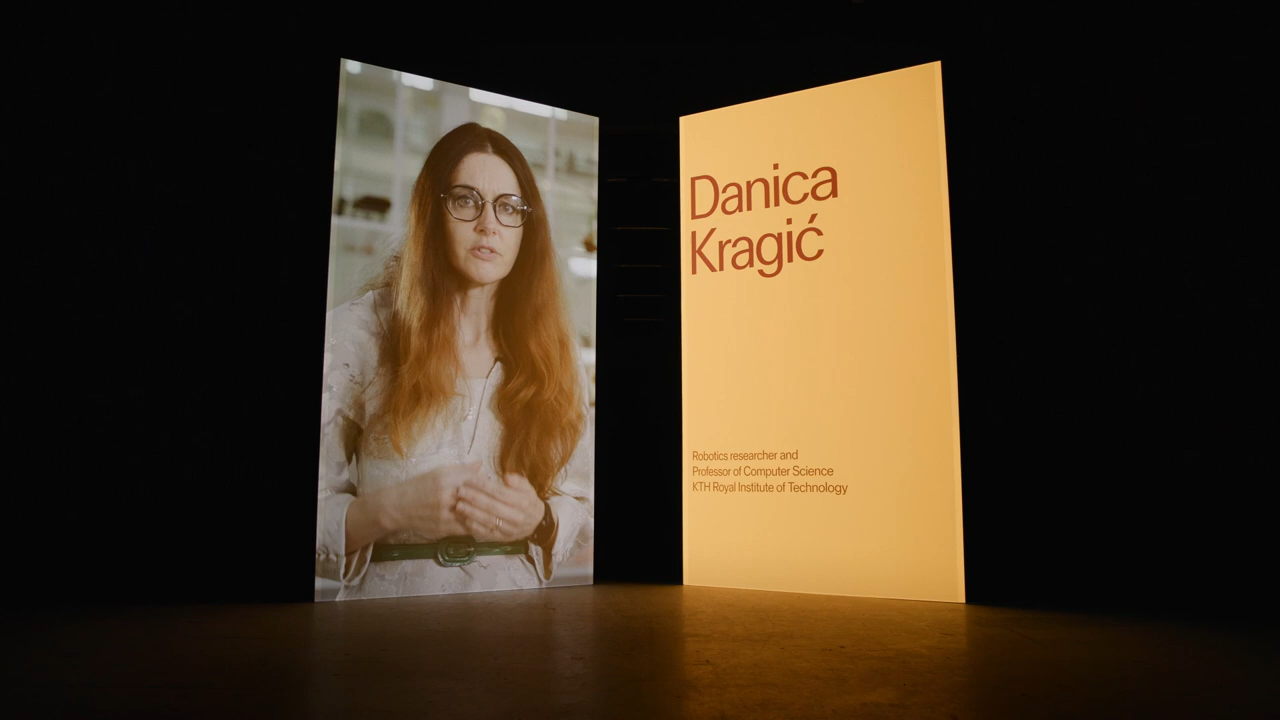 Danica
Kragić
Robotics researcher and
Professor of Computer Science
KTH Royal Institute of Technology